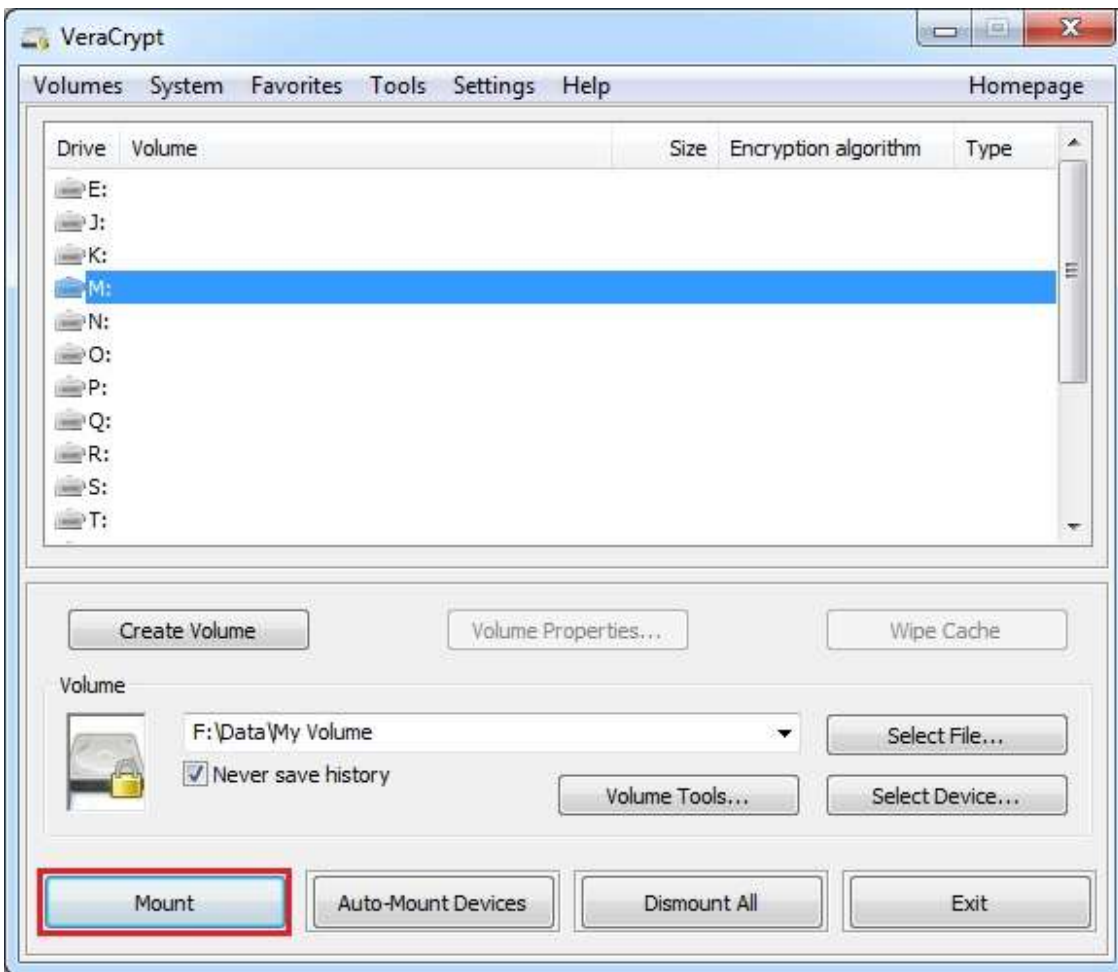 VeraCrypt
Volumes System Favorites Tools Settings Help Homepage
Drive Volume Size Encryption algorithm Type
E:
J:
K:
M:
N:
O:
P:
Q:
R:
S:
T:
Create Volume Volume Properties... Wipe Cache
Volume
F:\Data\My Volume Select File...
Never save history
Volume Tools... Select Device...
Mount Auto-Mount Devices Dismount All Exit